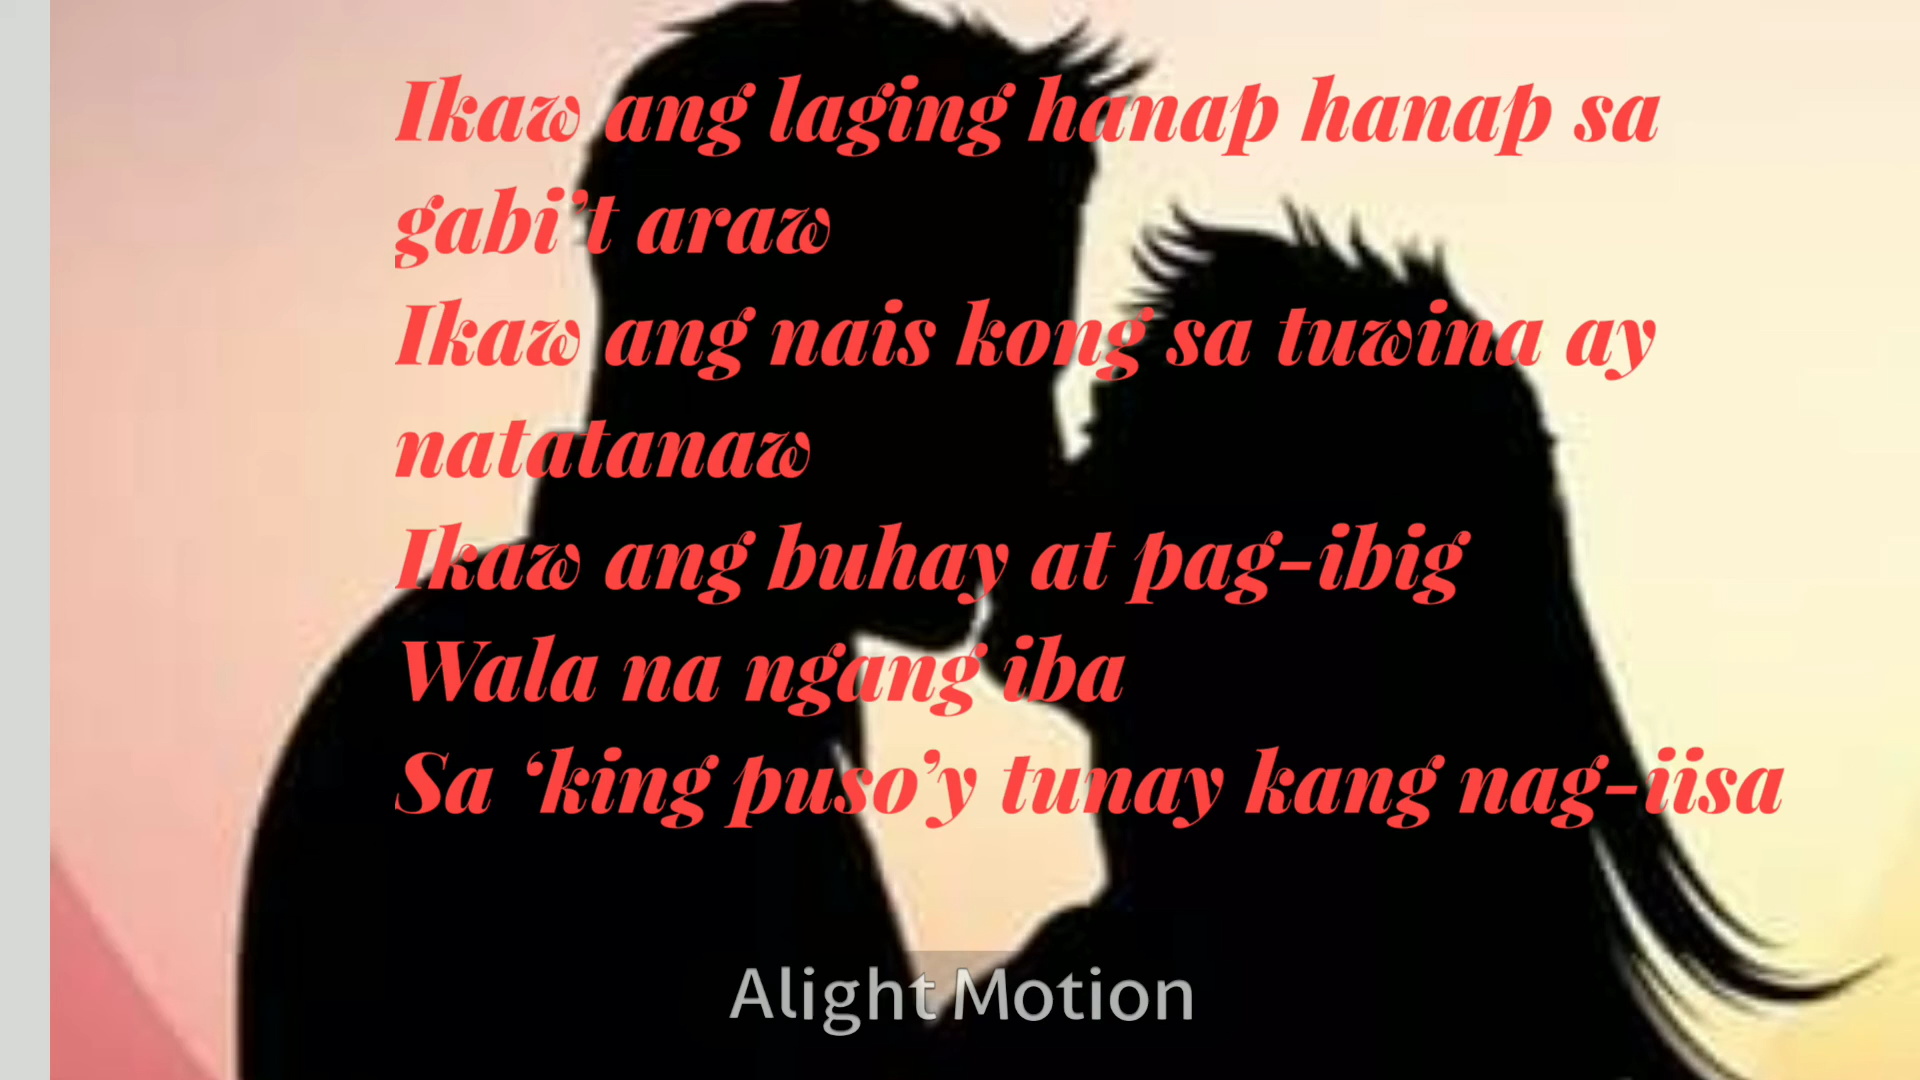 Ikaw ang laging hanap hanap sa
gabi’t araw
Ikaw ang nais kong sa tuwina ay
natatanaw
Ikaw ang buhay at pag-ibig
Wala na ngang iba
Sa ‘king puso’y tunay kang nag-iisa
Alight Motion